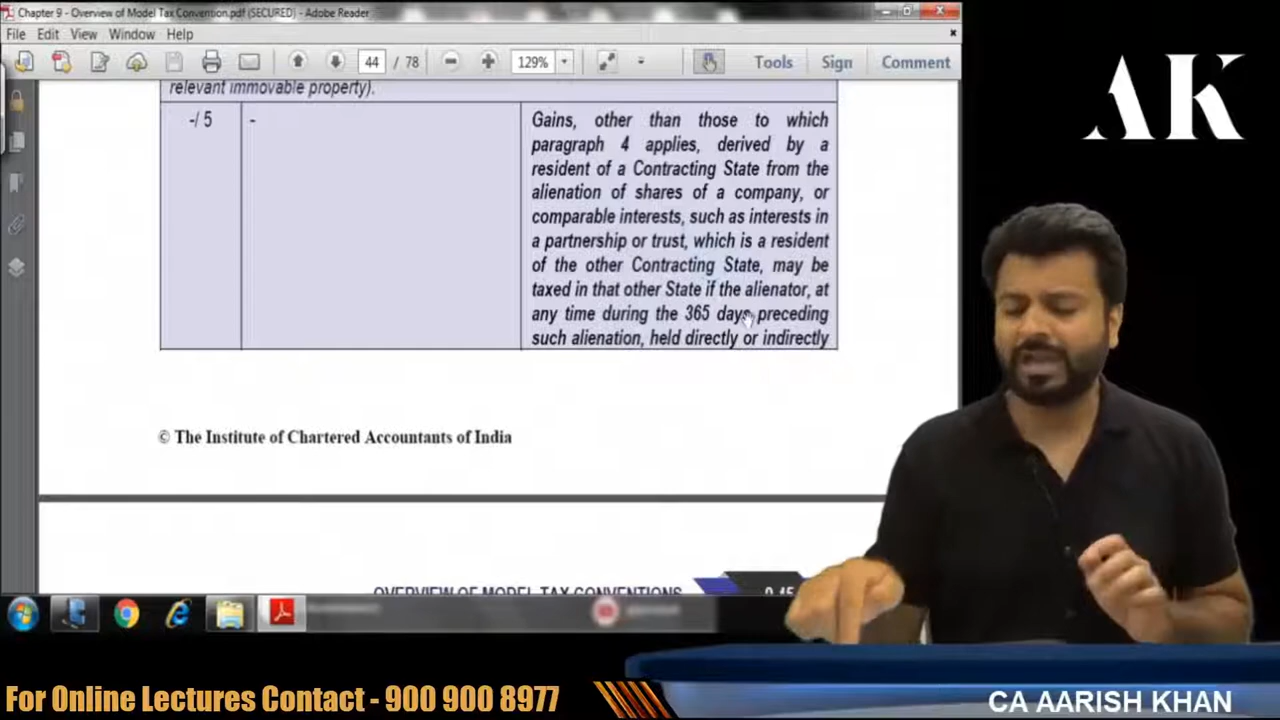 Chapter 9 - Overview of Model Tax Convention.pdf (SECURED) - Adobe Reader
File Edit View Window Help
44 / 78 129% Tools Sign Comment
relevant immovable property).
-/ 5 - Gains, other than those to which
paragraph 4 applies, derived by a
resident of a Contracting State from the
alienation of shares of a company, or
comparable interests, such as interests in
a partnership or trust, which is a resident
of the other Contracting State, may be
taxed in that other State if the alienator, at
any time during the 365 days preceding
such alienation, held directly or indirectly
© The Institute of Chartered Accountants of India
OVERVIEW OF MODEL TAX CONVENTIONS 9.45
AK
For Online Lectures Contact - 900 900 8977
CA AARISH KHAN